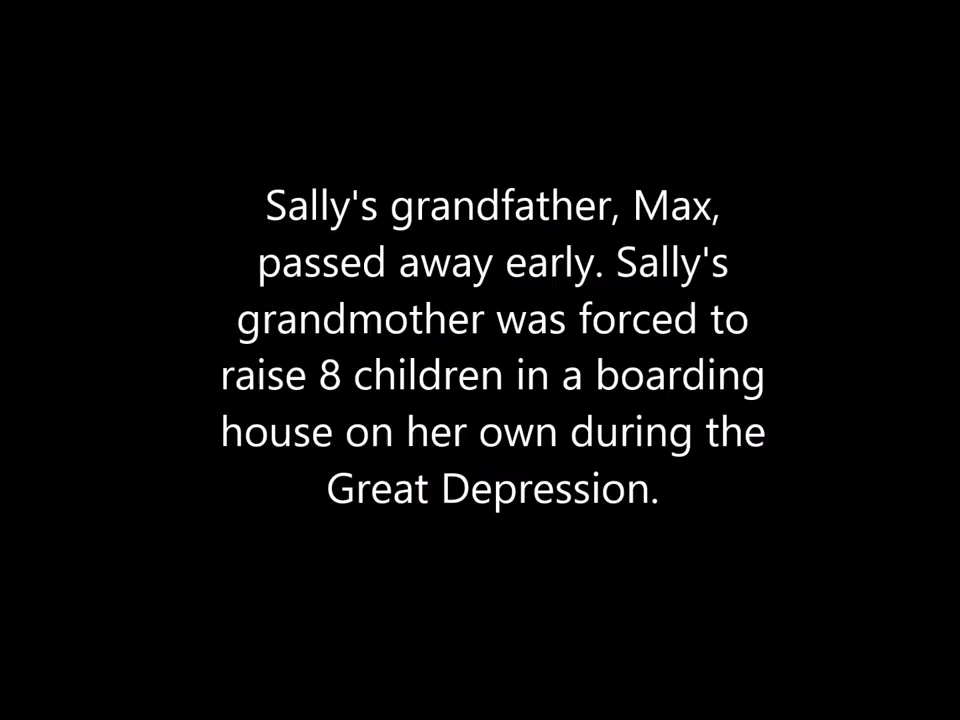 Sally's grandfather, Max,
passed away early. Sally's
grandmother was forced to
raise 8 children in a boarding
house on her own during the
Great Depression.